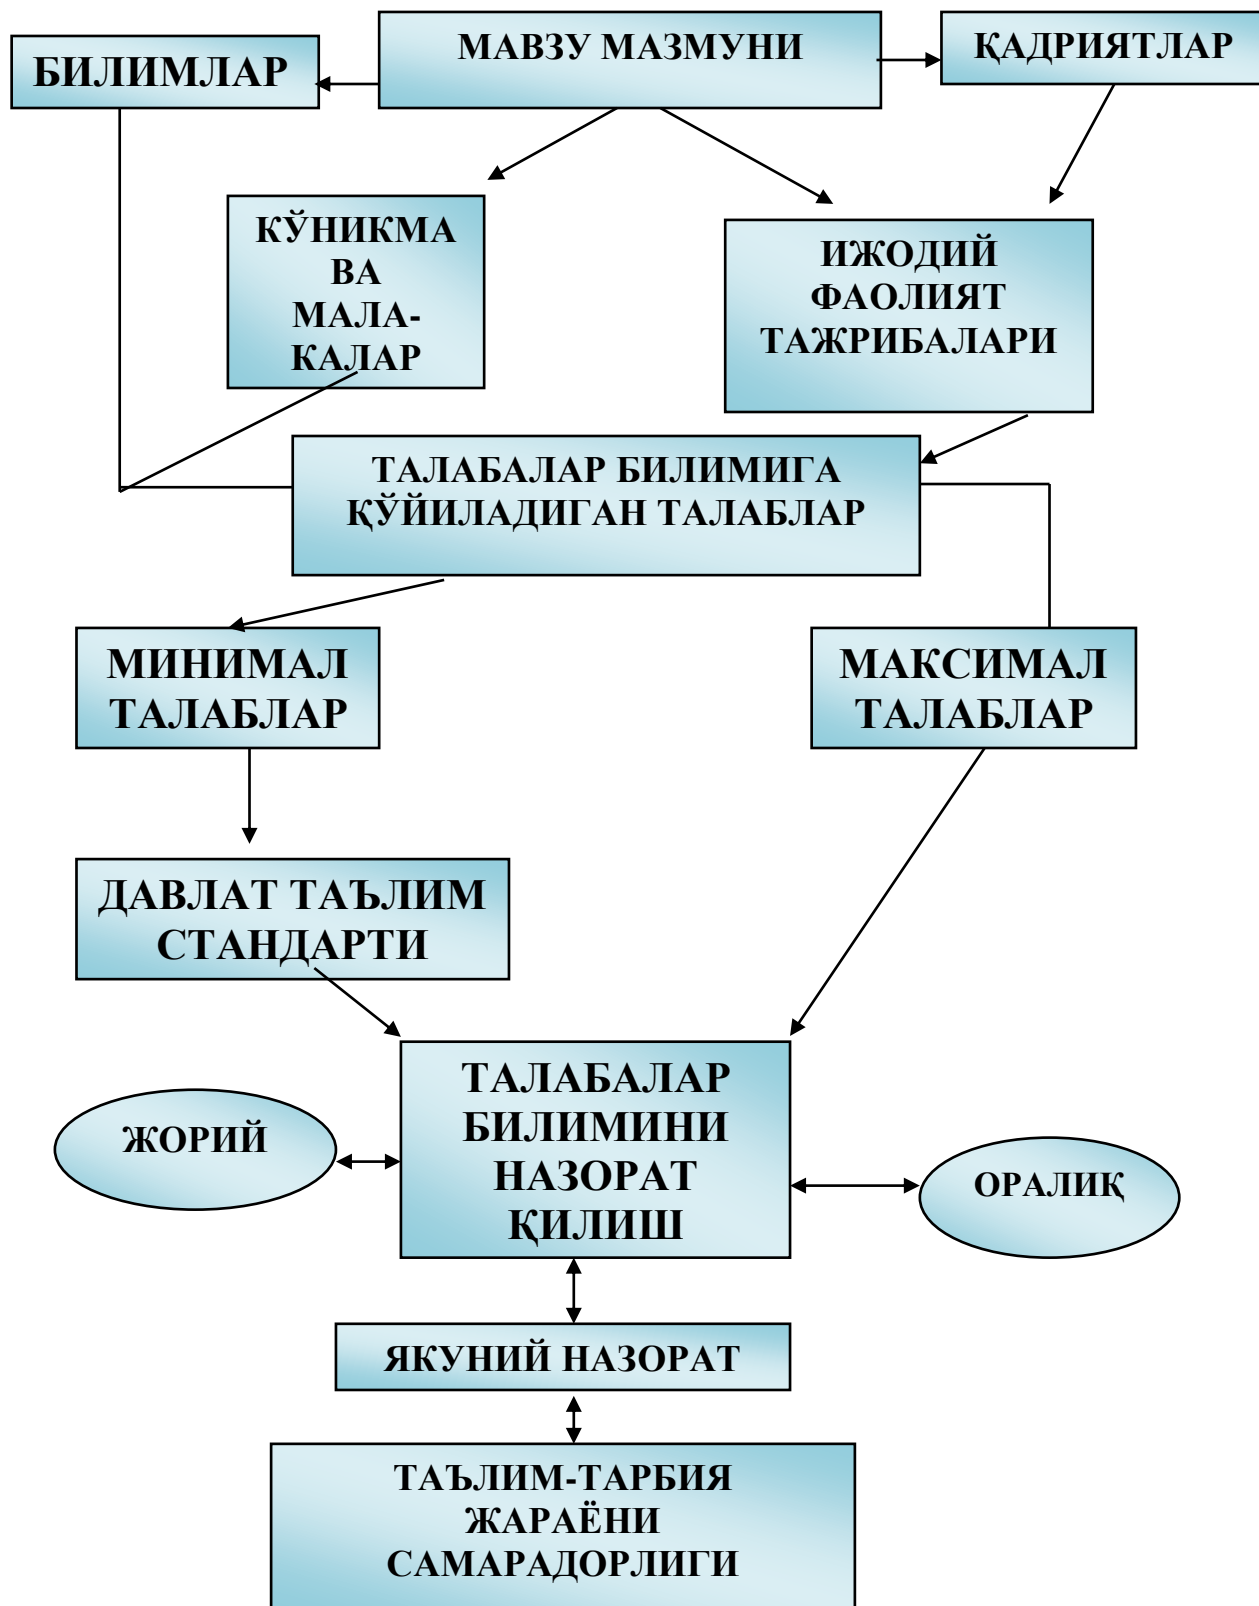 БИЛИМЛАР
МАВЗУ МАЗМУНИ
ҚАДРИЯТЛАР
КЎНИКМА
ВА
МАЛА-
КАЛАР
ИЖОДИЙ
ФАОЛИЯТ
ТАЖРИБАЛАРИ
ТАЛАБАЛАР БИЛИМИГА
ҚЎЙИЛАДИГАН ТАЛАБЛАР
МИНИМАЛ
ТАЛАБЛАР
МАКСИМАЛ
ТАЛАБЛАР
ДАВЛАТ ТАЪЛИМ
СТАНДАРТИ
ТАЛАБАЛАР
БИЛИМИНИ
НАЗОРАТ
ҚИЛИШ
ЖОРИЙ
ОРАЛИҚ
ЯКУНИЙ НАЗОРАТ
ТАЪЛИМ-ТАРБИЯ
ЖАРАЁНИ
САМАРАДОРЛИГИ